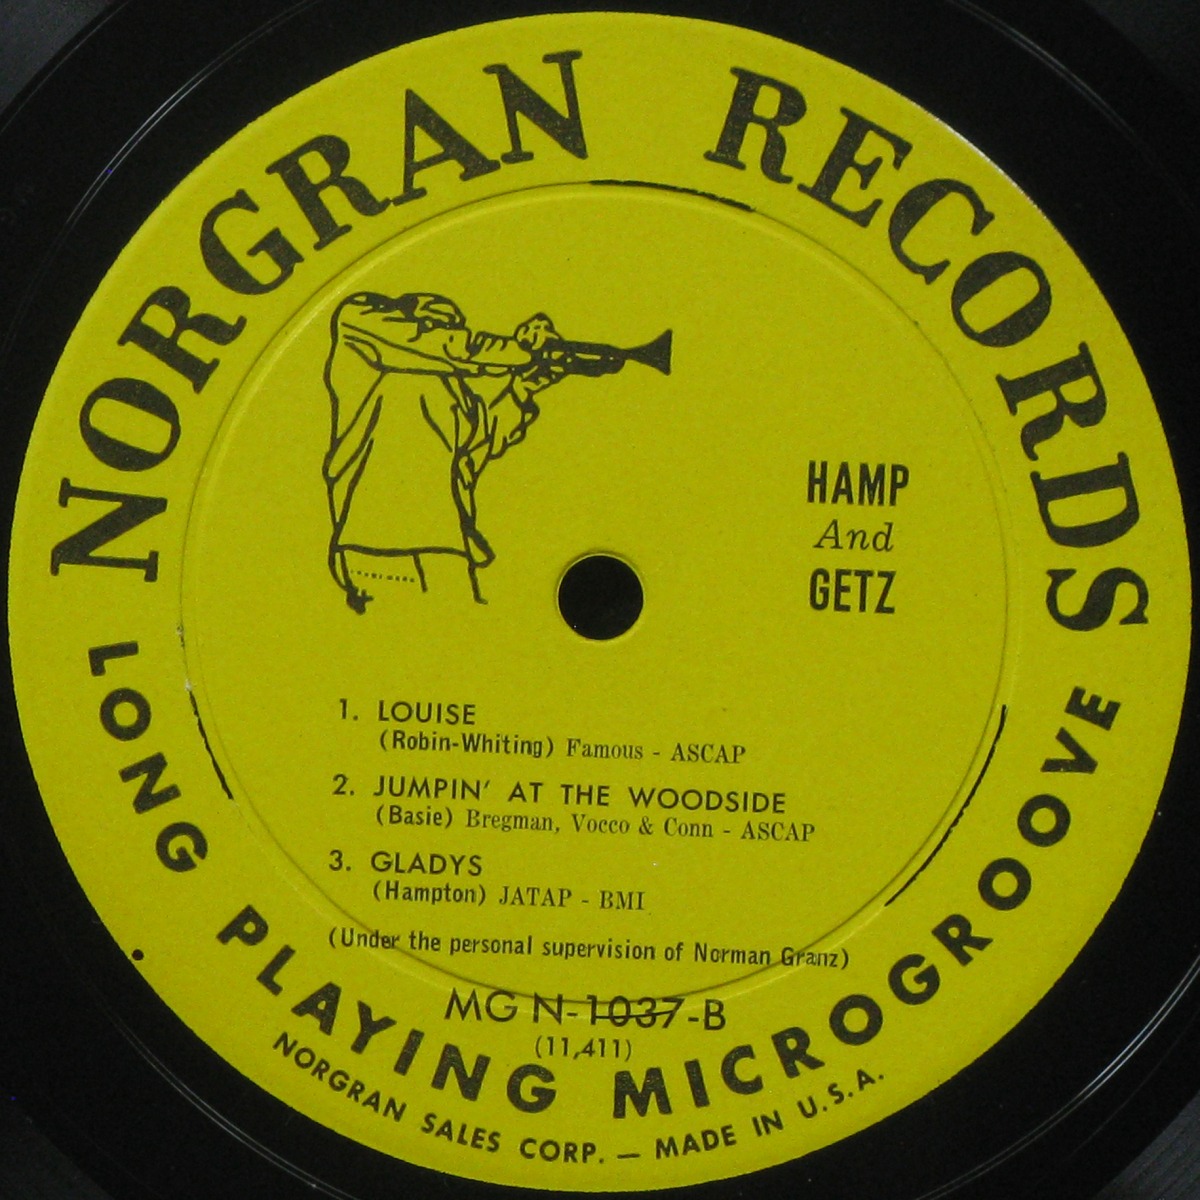 NORGRAN RECORDS
HAMP
And
GETZ
1. LOUISE
(Robin-Whiting) Famous - ASCAP
2. JUMPIN' AT THE WOODSIDE
(Basie) Bregman, Vocco & Conn - ASCAP
3. GLADYS
(Hampton) JATAP - BMI
(Under the personal supervision of Norman Granz)
MG N-1037-B
(11,411)
LONG PLAYING MICROGROOVE
NORGRAN SALES CORP. — MADE IN U.S.A.